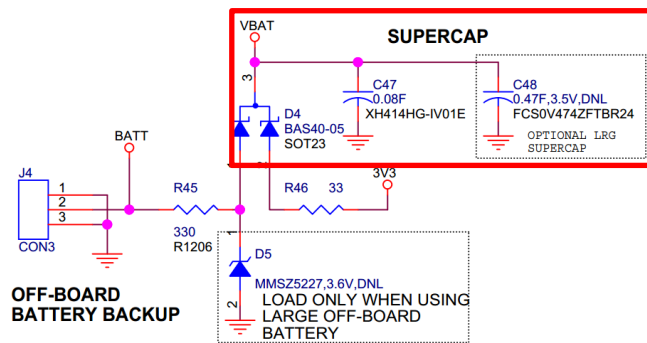 VBAT
SUPERCAP
3
C47
0.08F
XH414HG-IV01E
C48
0.47F,3.5V,DNL
FCS0V474ZFTBR24
OPTIONAL LRG
SUPERCAP
D4
BAS40-05
SOT23
BATT
1
2
3V3
J4
1
2
3
CON3
R45
330
R1206
R46 33
1
D5
MMSZ5227,3.6V,DNL
2
LOAD ONLY WHEN USING
LARGE OFF-BOARD
BATTERY
OFF-BOARD
BATTERY BACKUP